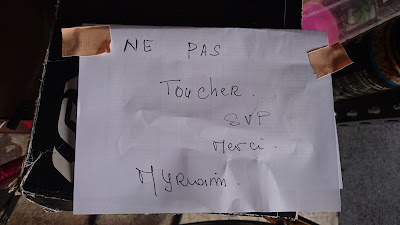 NE PAS
Toucher.
SVP
Merci.
Myriam.